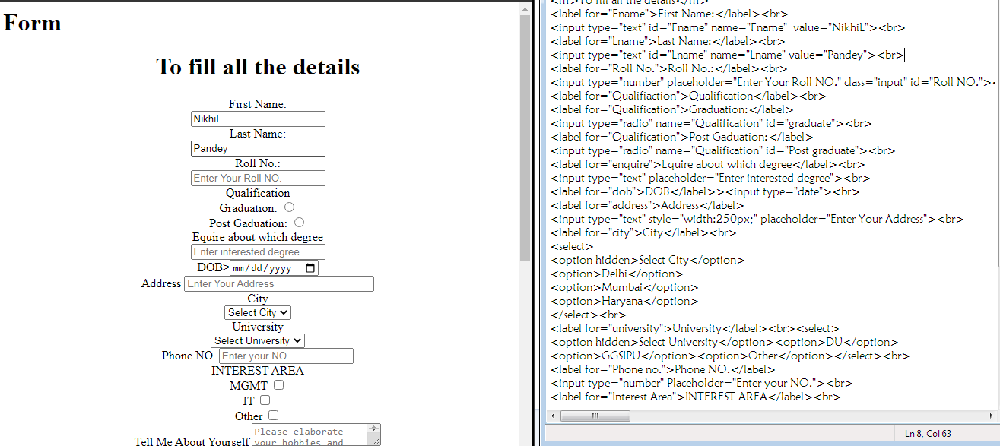 Form
To fill all the details
First Name:
NikhiL
Last Name:
Pandey
Roll No.:
Enter Your Roll NO.
Qualification
Graduation:
Post Gaduation:
Equire about which degree
Enter interested degree
DOB>mm/dd/yyyy
Address Enter Your Address
City
Select City
University
Select University
Phone NO. Enter your NO.
INTEREST AREA
MGMT
IT
Other
Tell Me About Yourself Please elaborate
your hobbies and
<h1>To fill all the details</h1>
<label for="Fname">First Name:</label><br>
<input type="text" id="Fname" name="Fname"  value="NikhiL"><br>
<label for="Lname">Last Name:</label><br>
<input type="text" id="Lname" name="Lname" value="Pandey"><br>
<label for="Roll No.">Roll No.:</label><br>
<input type="number" placeholder="Enter Your Roll NO." class="input" id="Roll NO."><
<label for="Qualifiaction">Qualification</label><br>
<label for="Qualification">Graduation:</label>
<input type="radio" name="Qualification" id="graduate"><br>
<label for="Qualification">Post Gaduation:</label>
<input type="radio" name="Qualification" id="Post graduate"><br>
<label for="enquire">Equire about which degree</label><br>
<input type="text" placeholder="Enter interested degree"><br>
<label for="dob">DOB</label>><input type="date"><br>
<label for="address">Address</label>
<input type="text" style="width:250px;" placeholder="Enter Your Address"><br>
<label for="city">City</label><br>
<select>
<option hidden>Select City</option>
<option>Delhi</option>
<option>Mumbai</option>
<option>Haryana</option>
</select><br>
<label for="university">University</label><br><select>
<option hidden>Select University</option><option>DU</option>
<option>GGSIPU</option><option>Other</option></select><br>
<label for="Phone no.">Phone NO.</label>
<input type="number" Placeholder="Enter your NO."><br>
<label for="Interest Area">INTEREST AREA</label><br>
Ln 8, Col 63